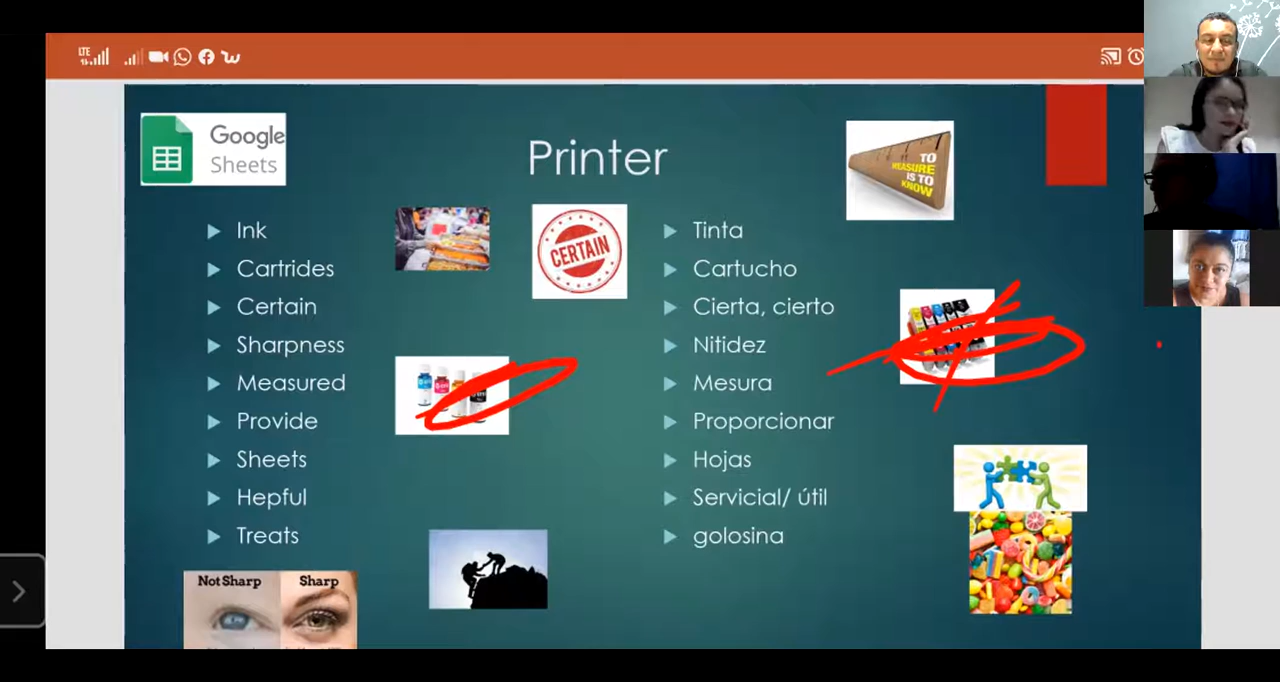 LTE
Google
Sheets
Printer
TO
MEASURE
IS TO
KNOW
CERTAIN
Ink
Cartrides
Certain
Sharpness
Measured
Provide
Sheets
Hepful
Treats
Tinta
Cartucho
Cierta, cierto
Nitidez
Mesura
Proporcionar
Hojas
Servicial/ útil
golosina
Not Sharp
Sharp